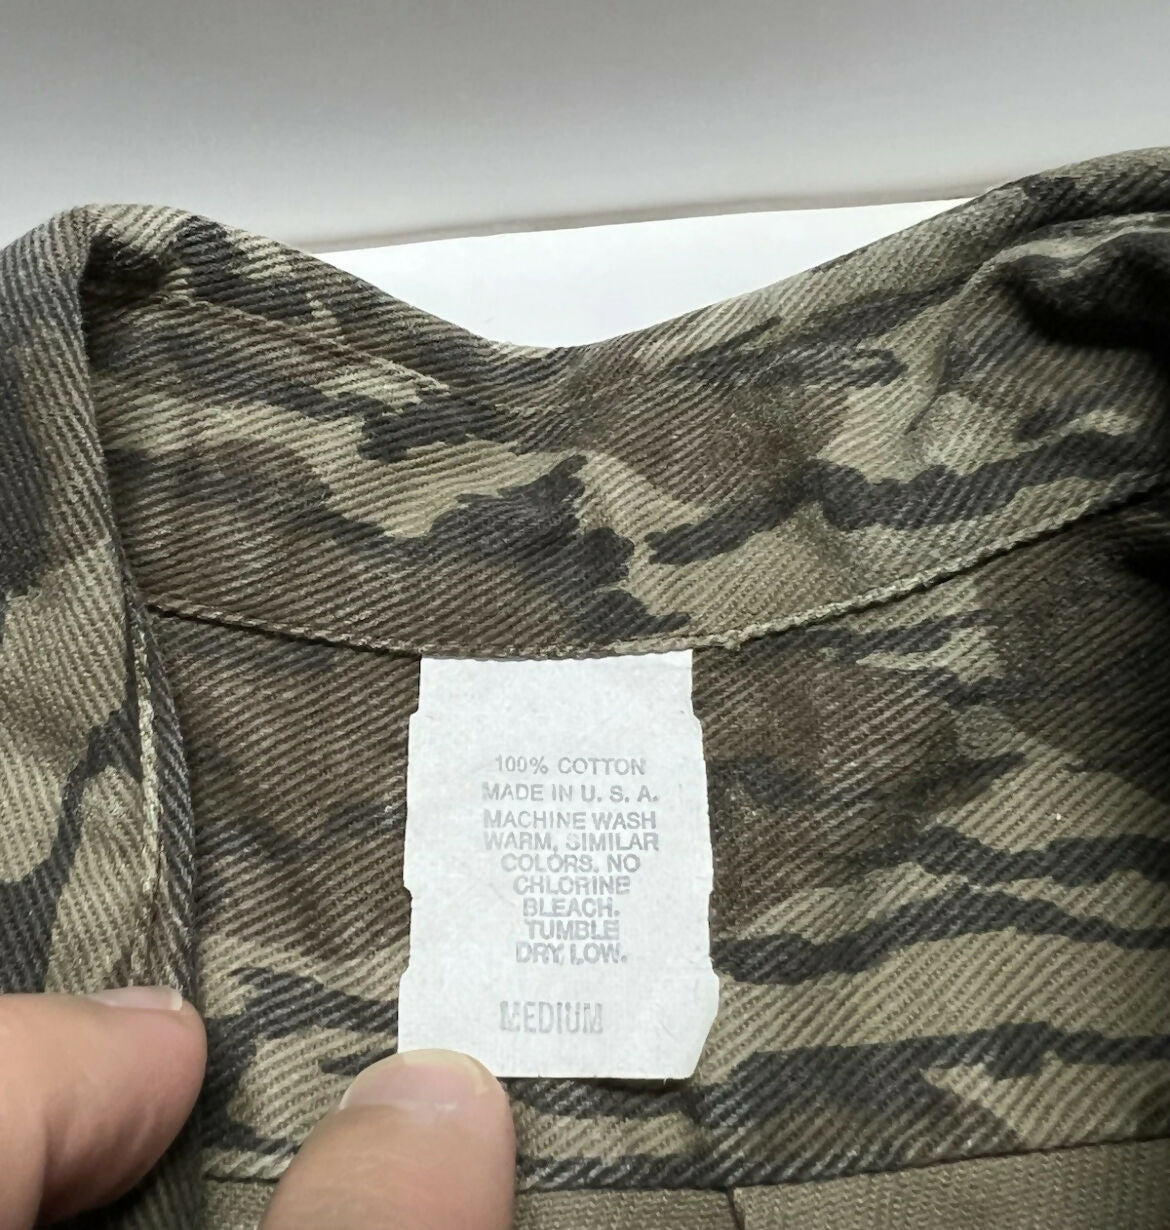 100% COTTON
MADE IN U. S. A.
MACHINE WASH
WARM, SIMILAR
COLORS. NO
CHLORINE
BLEACH.
TUMBLE
DRY, LOW.
MEDIUM